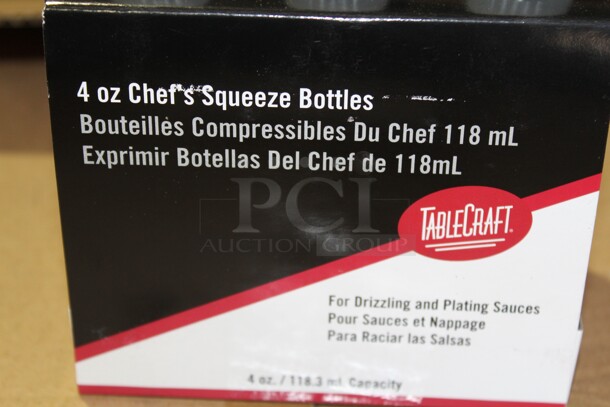 4 oz Chef's Squeeze Bottles
Bouteilles Compressibles Du Chef 118 mL
Exprimir Botellas Del Chef de 118mL
PCI
AUCTION GROUP
TABLECRAFT®
For Drizzling and Plating Sauces
Pour Sauces et Nappage
Para Raciar las Salsas
4 oz. / 118.3 mL Capacity